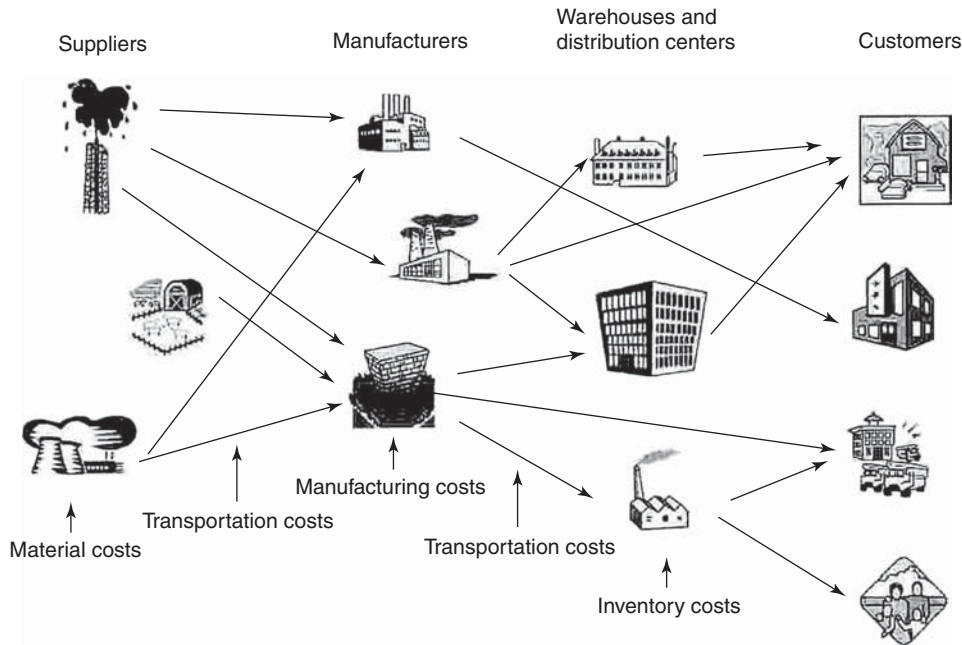 Suppliers
Manufacturers
Warehouses and
distribution centers
Customers
Material costs
Transportation costs
Manufacturing costs
Transportation costs
Inventory costs